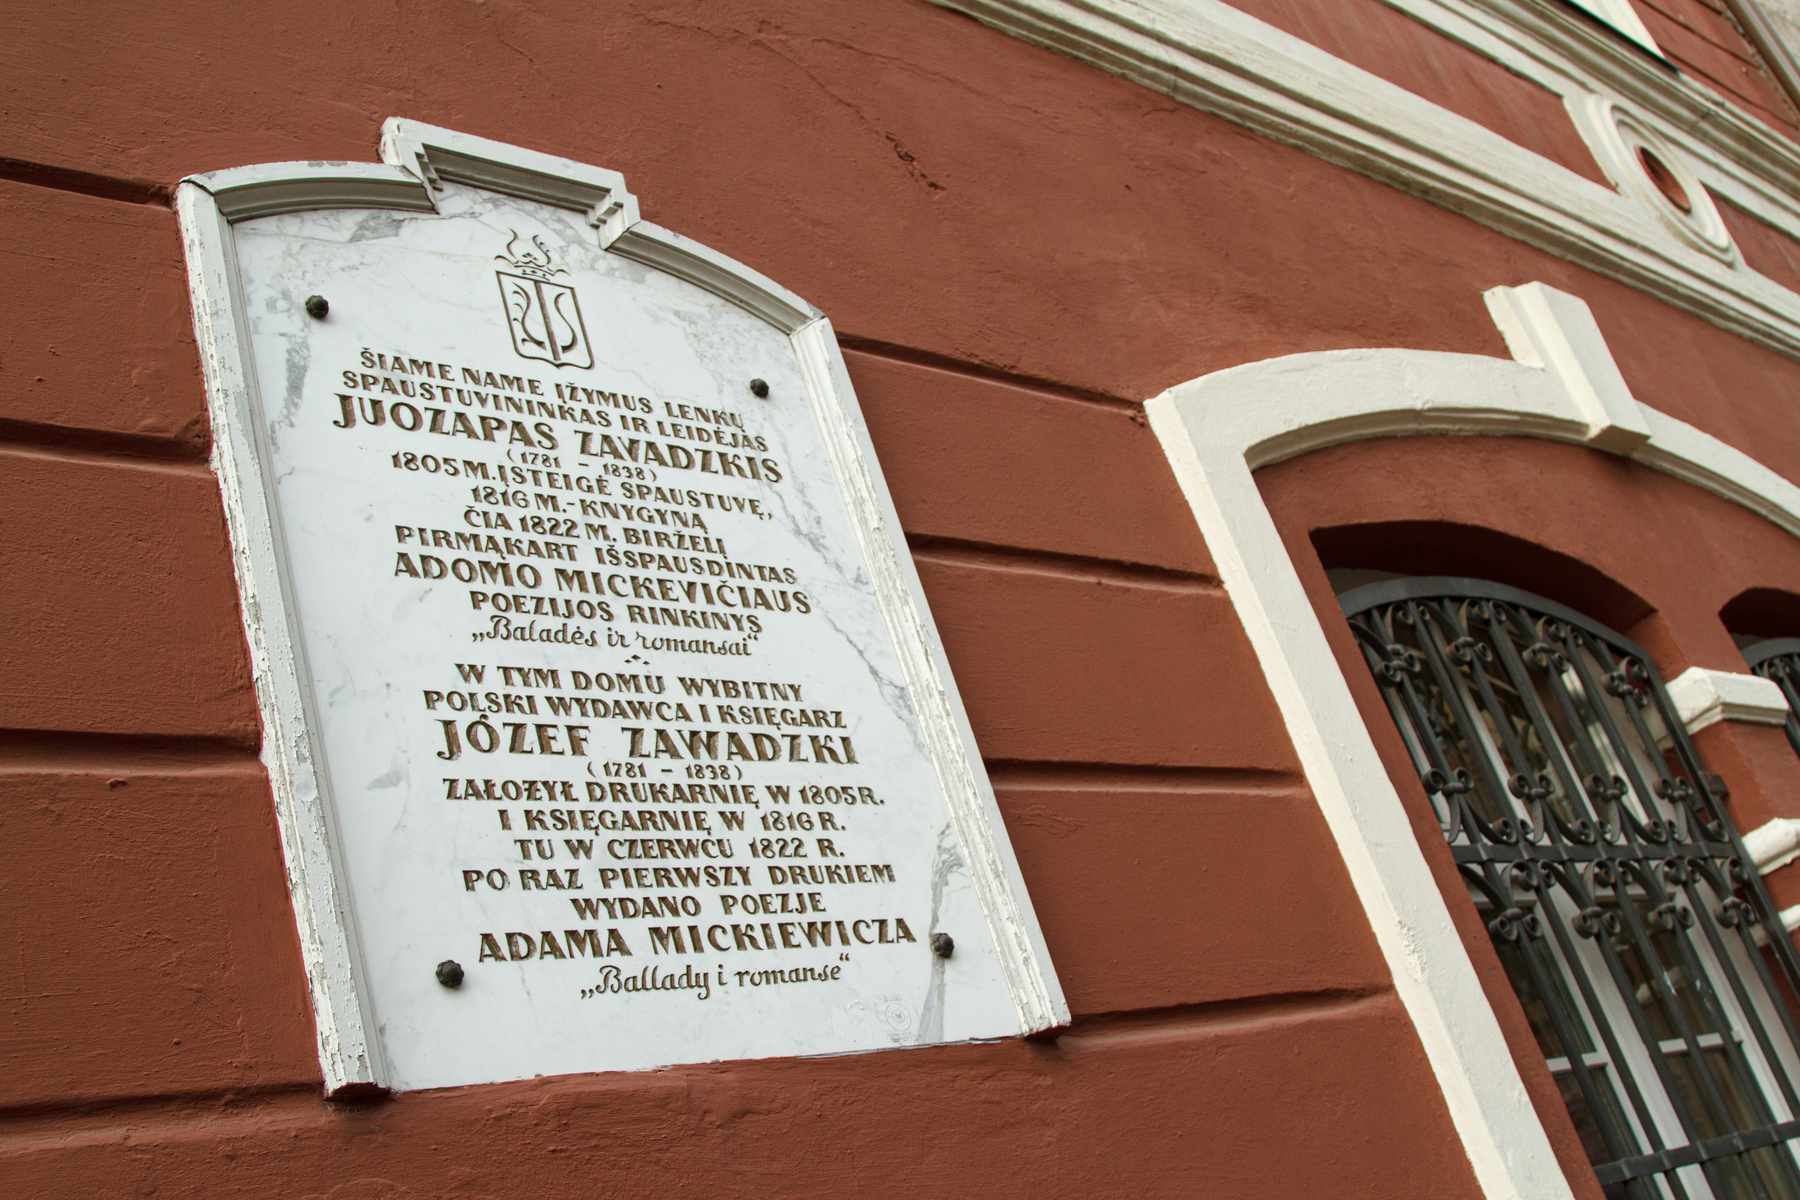 ŠIAME NAME ĮŽYMUS LENKŲ
SPAUSTUVININKAS IR LEIDĖJAS
JUOZAPAS ZAVADZKIS
(1781 – 1838)
1805 M. ĮSTEIGĖ SPAUSTUVĘ,
1816 M.-KNYGYNĄ
ČIA 1822 M. BIRŽELĮ
PIRMĄKART IŠSPAUSDINTAS
ADOMO MICKEVIČIAUS
POEZIJOS RINKINYS
„Baladės ir romansai“
W TYM DOMU WYBITNY
POLSKI WYDAWCA I KSIĘGARZ
JÓZEF ZAWADZKI
(1781 – 1838)
ZAŁOŻYŁ DRUKARNIĘ W 1805 R.
I KSIĘGARNIĘ W 1816 R.
TU W CZERWCU 1822 R.
PO RAZ PIERWSZY DRUKIEM
WYDANO POEZJE
ADAMA MICKIEWICZA
„Ballady i romanse“